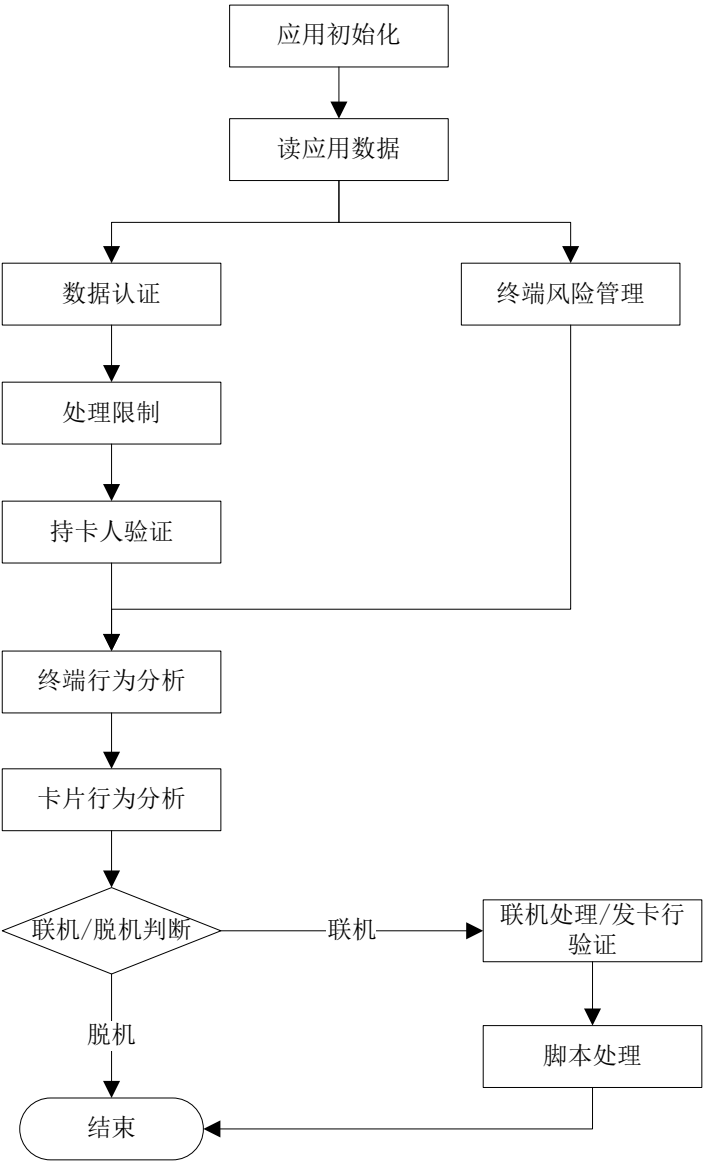 应用初始化
读应用数据
数据认证
终端风险管理
处理限制
持卡人验证
终端行为分析
卡片行为分析
联机/脱机判断
联机
联机处理/发卡行
验证
脱机
脚本处理
结束